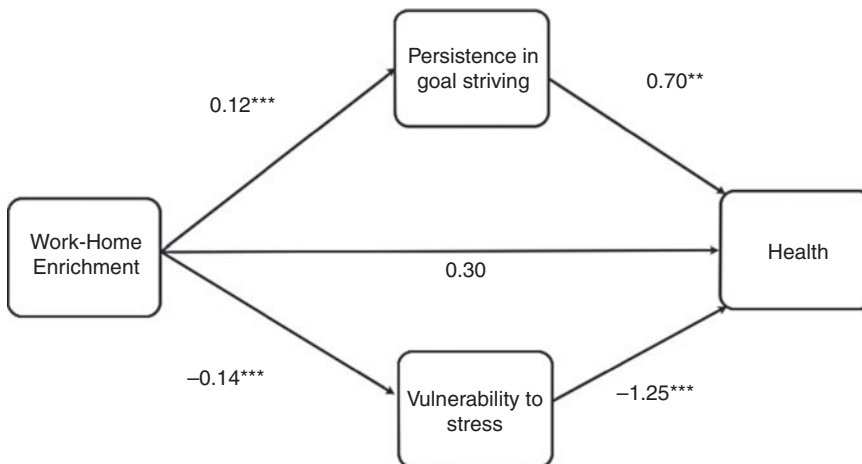 Persistence in
goal striving
0.12***
0.70**
Work-Home
Enrichment
0.30
Health
–0.14***
Vulnerability to
stress
–1.25***